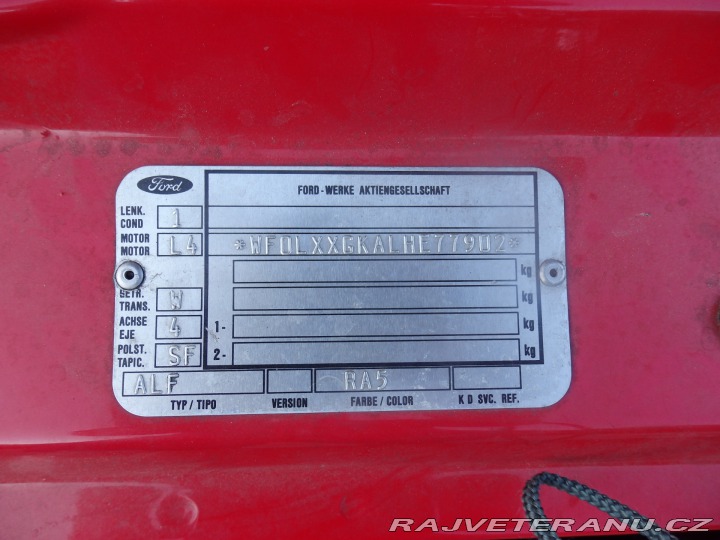 Ford
FORD-WERKE AKTIENGESELLSCHAFT
LENK.
COND 1
MOTOR
MOTOR L4
*WF0LXXGKALHE77902*
kg
GETR.
TRANS. W
kg
ACHSE
EJE 4
1- kg
POLST.
TAPIC. SF
2- kg
ALF RA5
TYP / TIPO VERSION FARBE / COLOR K D SVC. REF.
RAJVETERANU.CZ